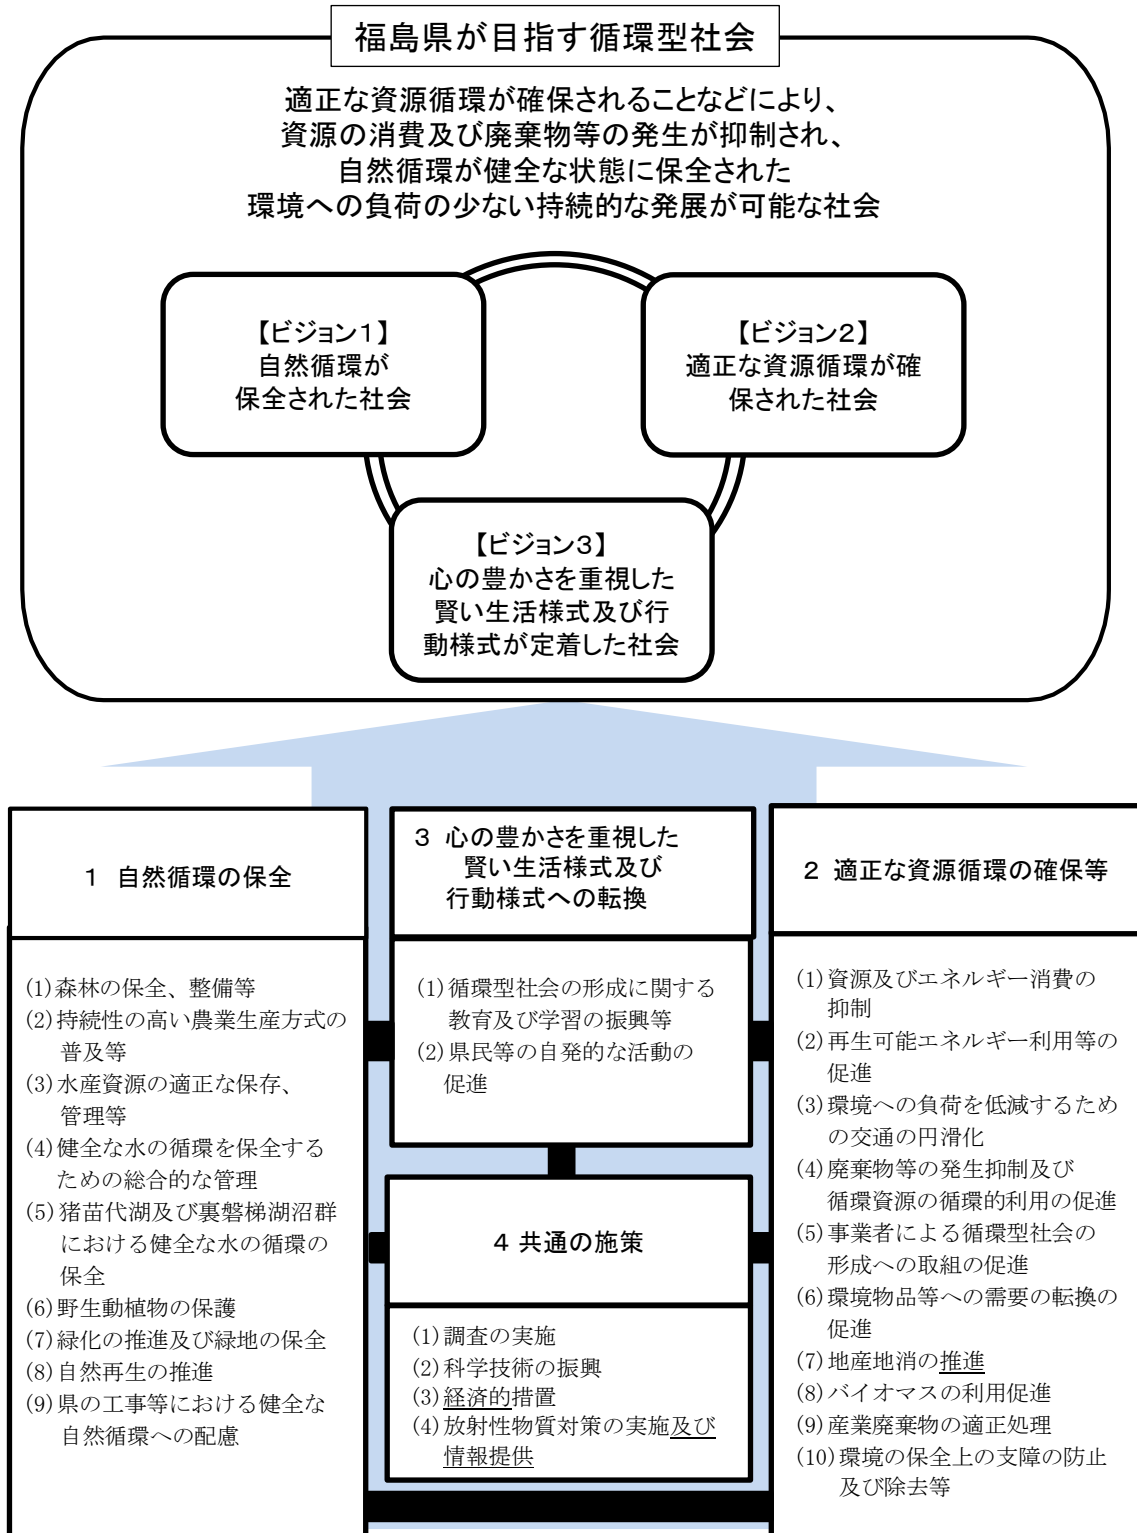 福島県が目指す循環型社会
適正な資源循環が確保されることなどにより、
資源の消費及び廃棄物等の発生が抑制され、
自然循環が健全な状態に保全された
環境への負荷の少ない持続的な発展が可能な社会
【ビジョン１】
自然循環が
保全された社会
【ビジョン２】
適正な資源循環が確
保された社会
【ビジョン３】
心の豊かさを重視した
賢い生活様式及び行
動様式が定着した社会
１ 自然循環の保全
(1)森林の保全、整備等
(2)持続性の高い農業生産方式の
普及等
(3)水産資源の適正な保存、
管理等
(4)健全な水の循環を保全する
ための総合的な管理
(5)猪苗代湖及び裏磐梯湖沼群
における健全な水の循環の
保全
(6)野生動植物の保護
(7)緑化の推進及び緑地の保全
(8)自然再生の推進
(9)県の工事等における健全な
自然循環への配慮
３ 心の豊かさを重視した
賢い生活様式及び
行動様式への転換
(1)循環型社会の形成に関する
教育及び学習の振興等
(2)県民等の自発的な活動の
促進
４ 共通の施策
(1)調査の実施
(2)科学技術の振興
(3)経済的措置
(4)放射性物質対策の実施及び
情報提供
２ 適正な資源循環の確保等
(1)資源及びエネルギー消費の
抑制
(2)再生可能エネルギー利用等の
促進
(3)環境への負荷を低減するため
の交通の円滑化
(4)廃棄物等の発生抑制及び
循環資源の循環的利用の促進
(5)事業者による循環型社会の
形成への取組の促進
(6)環境物品等への需要の転換の
促進
(7)地産地消の推進
(8)バイオマスの利用促進
(9)産業廃棄物の適正処理
(10)環境の保全上の支障の防止
及び除去等